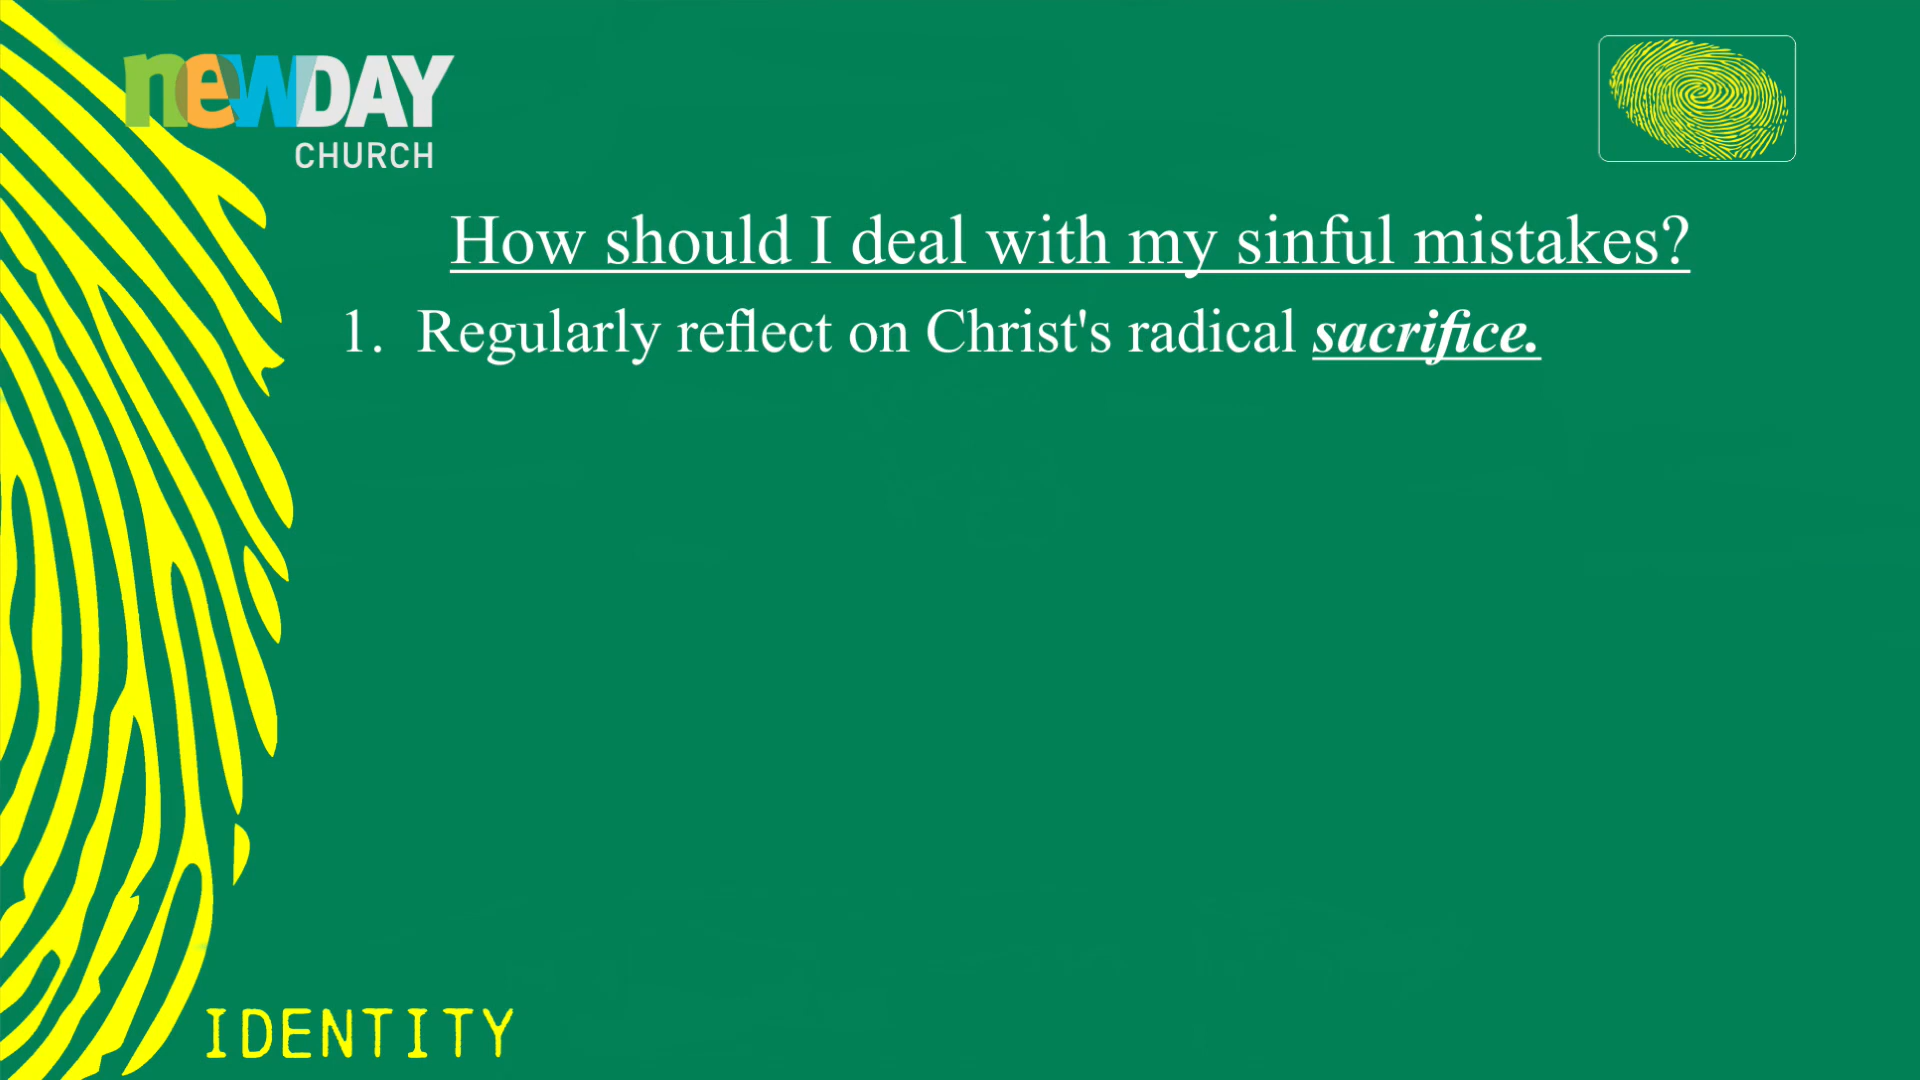 newDAY
CHURCH
How should I deal with my sinful mistakes?
1. Regularly reflect on Christ's radical sacrifice.
IDENTITY